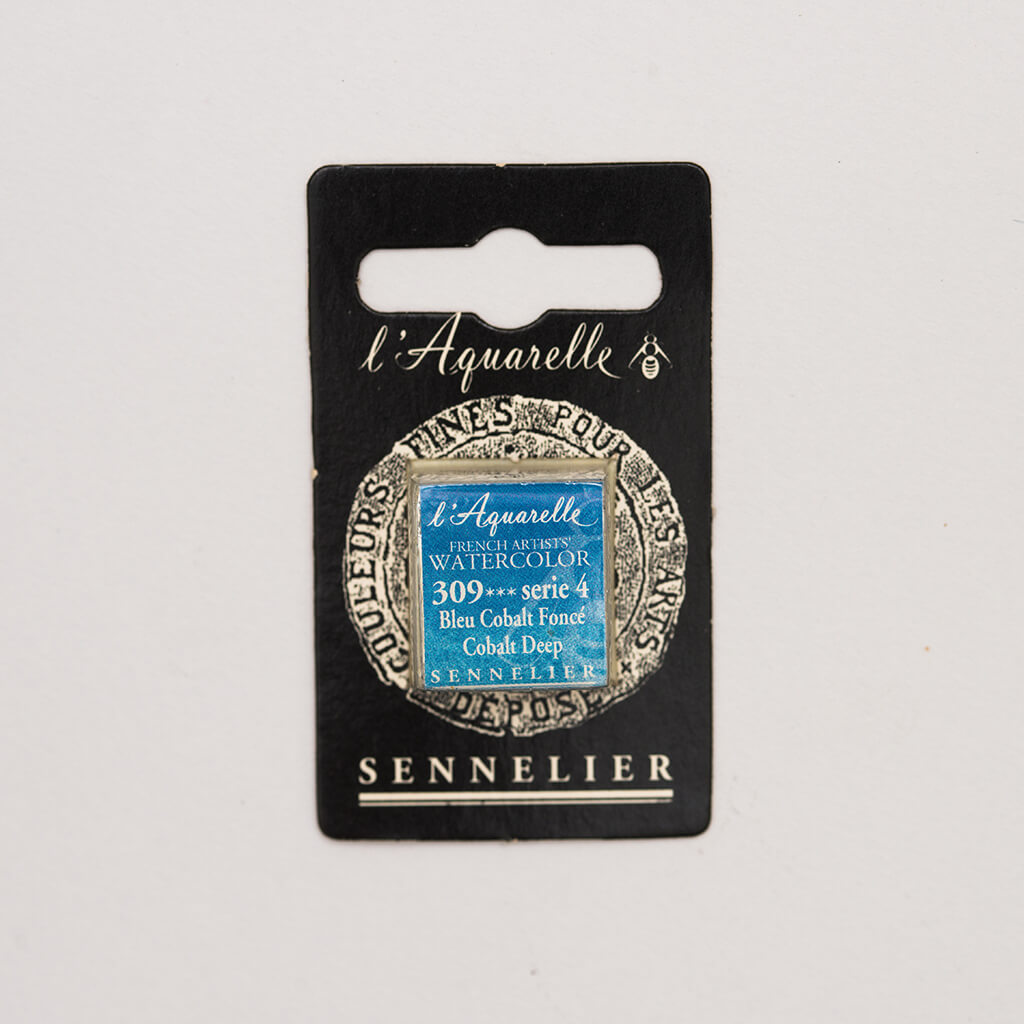 l'Aquarelle
COULEURS FINES POUR LES ARTS
l'Aquarelle
FRENCH ARTISTS'
WATERCOLOR
309*** serie 4
Bleu Cobalt Foncé
Cobalt Deep
SENNELIER
DÉPOSÉ
SENNELIER